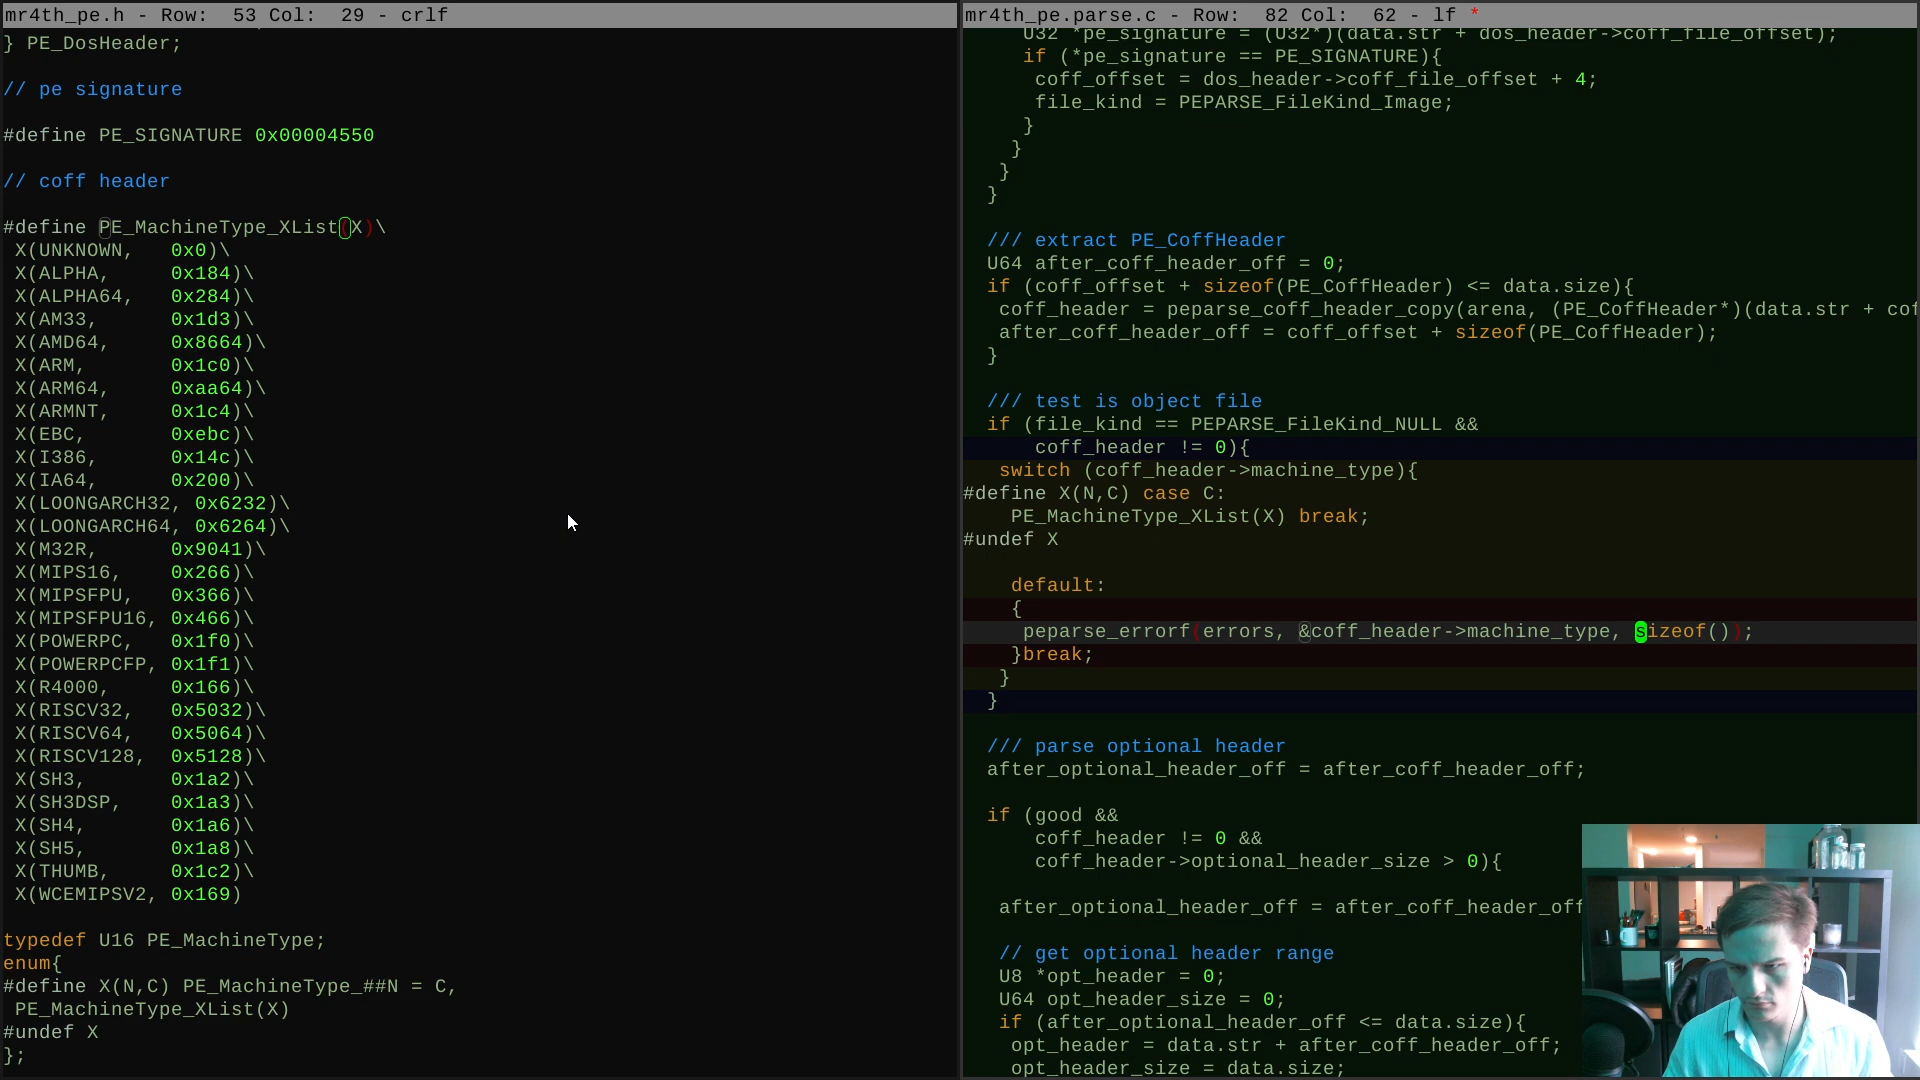 mr4th_pe.h - Row:  53 Col:  29 - crlf
} PE_DosHeader;
// pe signature
#define PE_SIGNATURE 0x00004550
// coff header
#define PE_MachineType_XList(X)\
 X(UNKNOWN,   0x0)\
 X(ALPHA,     0x184)\
 X(ALPHA64,   0x284)\
 X(AM33,      0x1d3)\
 X(AMD64,     0x8664)\
 X(ARM,       0x1c0)\
 X(ARM64,     0xaa64)\
 X(ARMNT,     0x1c4)\
 X(EBC,       0xebc)\
 X(I386,      0x14c)\
 X(IA64,      0x200)\
 X(LOONGARCH32, 0x6232)\
 X(LOONGARCH64, 0x6264)\
 X(M32R,      0x9041)\
 X(MIPS16,    0x266)\
 X(MIPSFPU,   0x366)\
 X(MIPSFPU16, 0x466)\
 X(POWERPC,   0x1f0)\
 X(POWERPCFP, 0x1f1)\
 X(R4000,     0x166)\
 X(RISCV32,   0x5032)\
 X(RISCV64,   0x5064)\
 X(RISCV128,  0x5128)\
 X(SH3,       0x1a2)\
 X(SH3DSP,    0x1a3)\
 X(SH4,       0x1a6)\
 X(SH5,       0x1a8)\
 X(THUMB,     0x1c2)\
 X(WCEMIPSV2, 0x169)
typedef U16 PE_MachineType;
enum{
#define X(N,C) PE_MachineType_##N = C,
 PE_MachineType_XList(X)
#undef X
};
mr4th_pe.parse.c - Row:  82 Col:  62 - lf *
U32 *pe_signature = (U32*)(data.str + dos_header->coff_file_offset);
if (*pe_signature == PE_SIGNATURE){
coff_offset = dos_header->coff_file_offset + 4;
file_kind = PEPARSE_FileKind_Image;
}
}
}
}
/// extract PE_CoffHeader
U64 after_coff_header_off = 0;
if (coff_offset + sizeof(PE_CoffHeader) <= data.size){
coff_header = peparse_coff_header_copy(arena, (PE_CoffHeader*)(data.str + cof
after_coff_header_off = coff_offset + sizeof(PE_CoffHeader);
}
/// test is object file
if (file_kind == PEPARSE_FileKind_NULL &&
coff_header != 0){
switch (coff_header->machine_type){
#define X(N,C) case C:
PE_MachineType_XList(X) break;
#undef X
default:
{
peparse_errorf(errors, &coff_header->machine_type, sizeof());
}break;
}
}
/// parse optional header
after_optional_header_off = after_coff_header_off;
if (good &&
coff_header != 0 &&
coff_header->optional_header_size > 0){
after_optional_header_off = after_coff_header_off
// get optional header range
U8 *opt_header = 0;
U64 opt_header_size = 0;
if (after_optional_header_off <= data.size){
opt_header = data.str + after_coff_header_off;
opt_header_size = data.size;